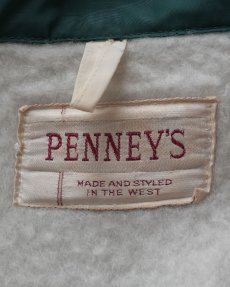 PENNEY'S
MADE AND STYLED
IN THE WEST